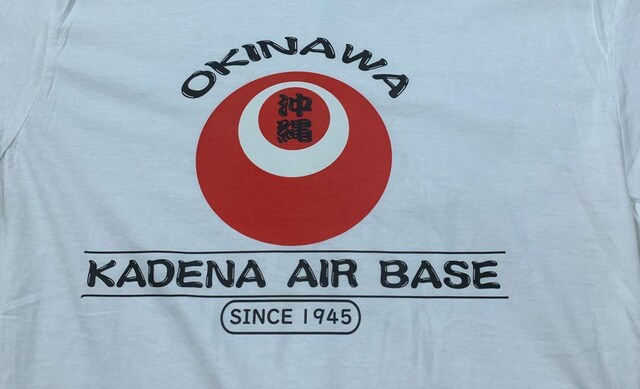 OKINAWA
沖
縄
KADENA AIR BASE
SINCE 1945